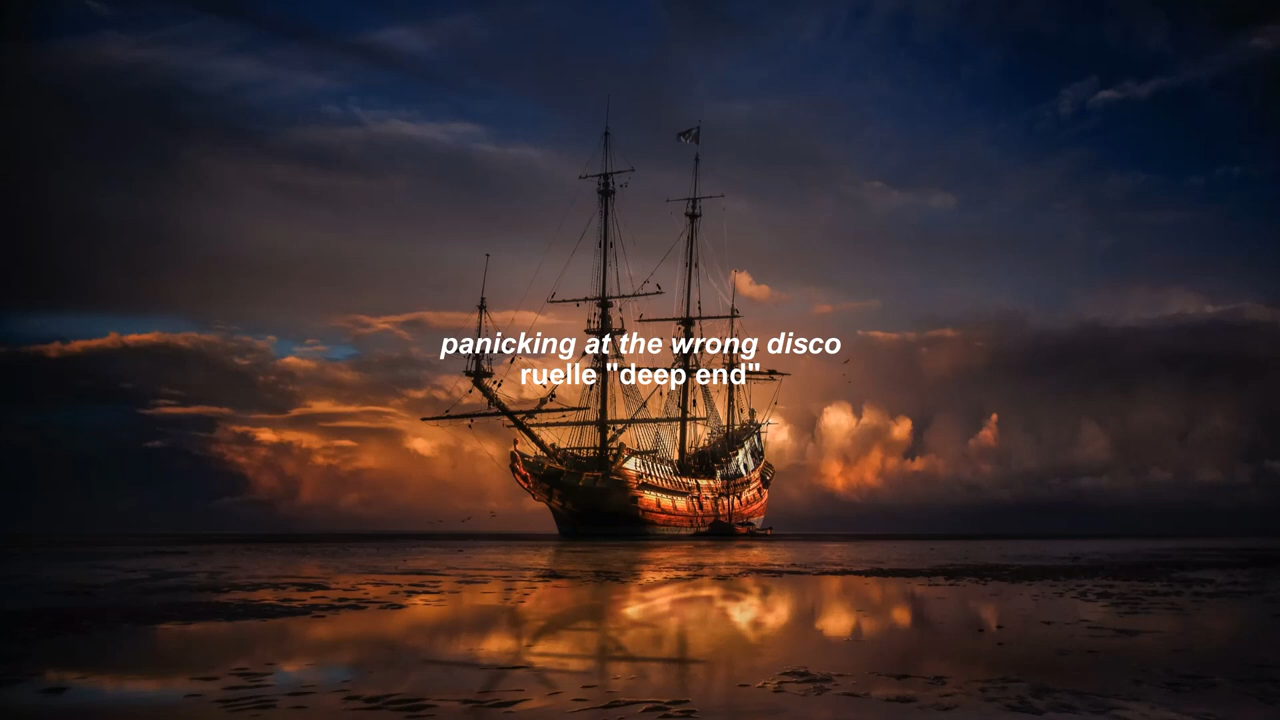 panicking at the wrong disco
ruelle "deep end"